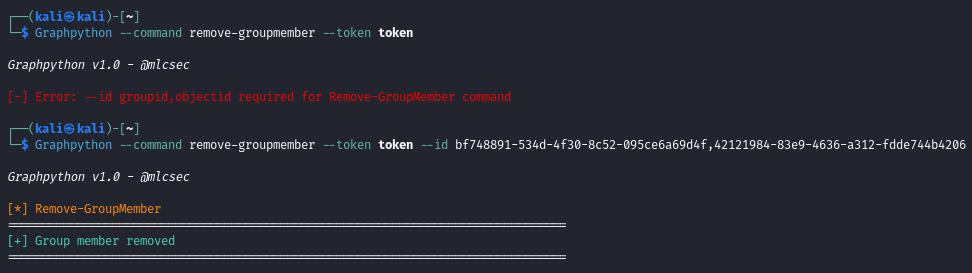 ┌──(kali㉿kali)-[~]
└─$ Graphpython --command remove-groupmember --token token
Graphpython v1.0 - @mlcsec
[-] Error: --id groupid,objectid required for Remove-GroupMember command
┌──(kali㉿kali)-[~]
└─$ Graphpython --command remove-groupmember --token token --id bf748891-534d-4f30-8c52-095ce6a69d4f,42121984-83e9-4636-a312-fdde744b4206
Graphpython v1.0 - @mlcsec
[*] Remove-GroupMember
================================================================================
[+] Group member removed
================================================================================